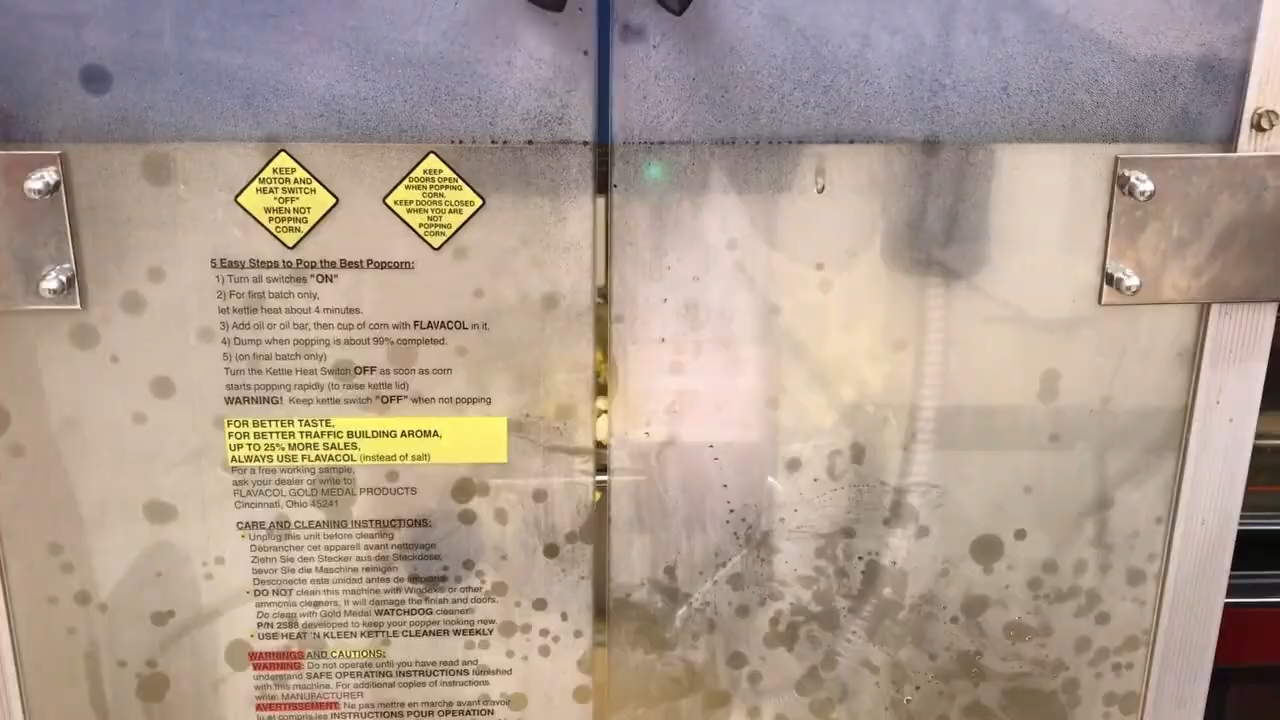 KEEP
MOTOR AND
HEAT SWITCH
"OFF"
WHEN NOT
POPPING
CORN.
KEEP
DOORS OPEN
WHEN POPPING
CORN.
KEEP DOORS CLOSED
WHEN YOU ARE
NOT
POPPING
CORN.
5 Easy Steps to Pop the Best Popcorn:
1) Turn all switches "ON"
2) For first batch only,
let kettle heat about 4 minutes.
3) Add oil or oil bar, then cup of corn with FLAVACOL in it.
4) Dump when popping is about 99% completed.
5) (on final batch only)
Turn the Kettle Heat Switch OFF as soon as corn
starts popping rapidly (to raise kettle lid)
WARNING! Keep kettle switch "OFF" when not popping
FOR BETTER TASTE,
FOR BETTER TRAFFIC BUILDING AROMA,
UP TO 25% MORE SALES,
ALWAYS USE FLAVACOL (instead of salt)
For a free working sample,
ask your dealer or write to:
FLAVACOL GOLD MEDAL PRODUCTS
Cincinnati, Ohio 45241
CARE AND CLEANING INSTRUCTIONS:
• Unplug this unit before cleaning
Débrancher cet appareil avant nettoyage
Ziehn Sie den Stecker aus der Steckdose,
bevor Sie die Maschine reinigen
Desconecte esta unidad antes de limpiarla
• DO NOT clean this machine with Windex® or other
ammonia cleaners. It will damage the finish and doors.
Do clean with Gold Medal WATCHDOG cleaner
P/N 2588 developed to keep your popper looking new.
• USE HEAT 'N KLEEN KETTLE CLEANER WEEKLY
WARNINGS AND CAUTIONS:
WARNING: Do not operate until you have read and
understand SAFE OPERATING INSTRUCTIONS furnished
with this machine. For additional copies of instructions
write: MANUFACTURER
AVERTISSEMENT: Ne pas mettre en marche avant d'avoir
lu et compris les INSTRUCTIONS POUR OPERATION